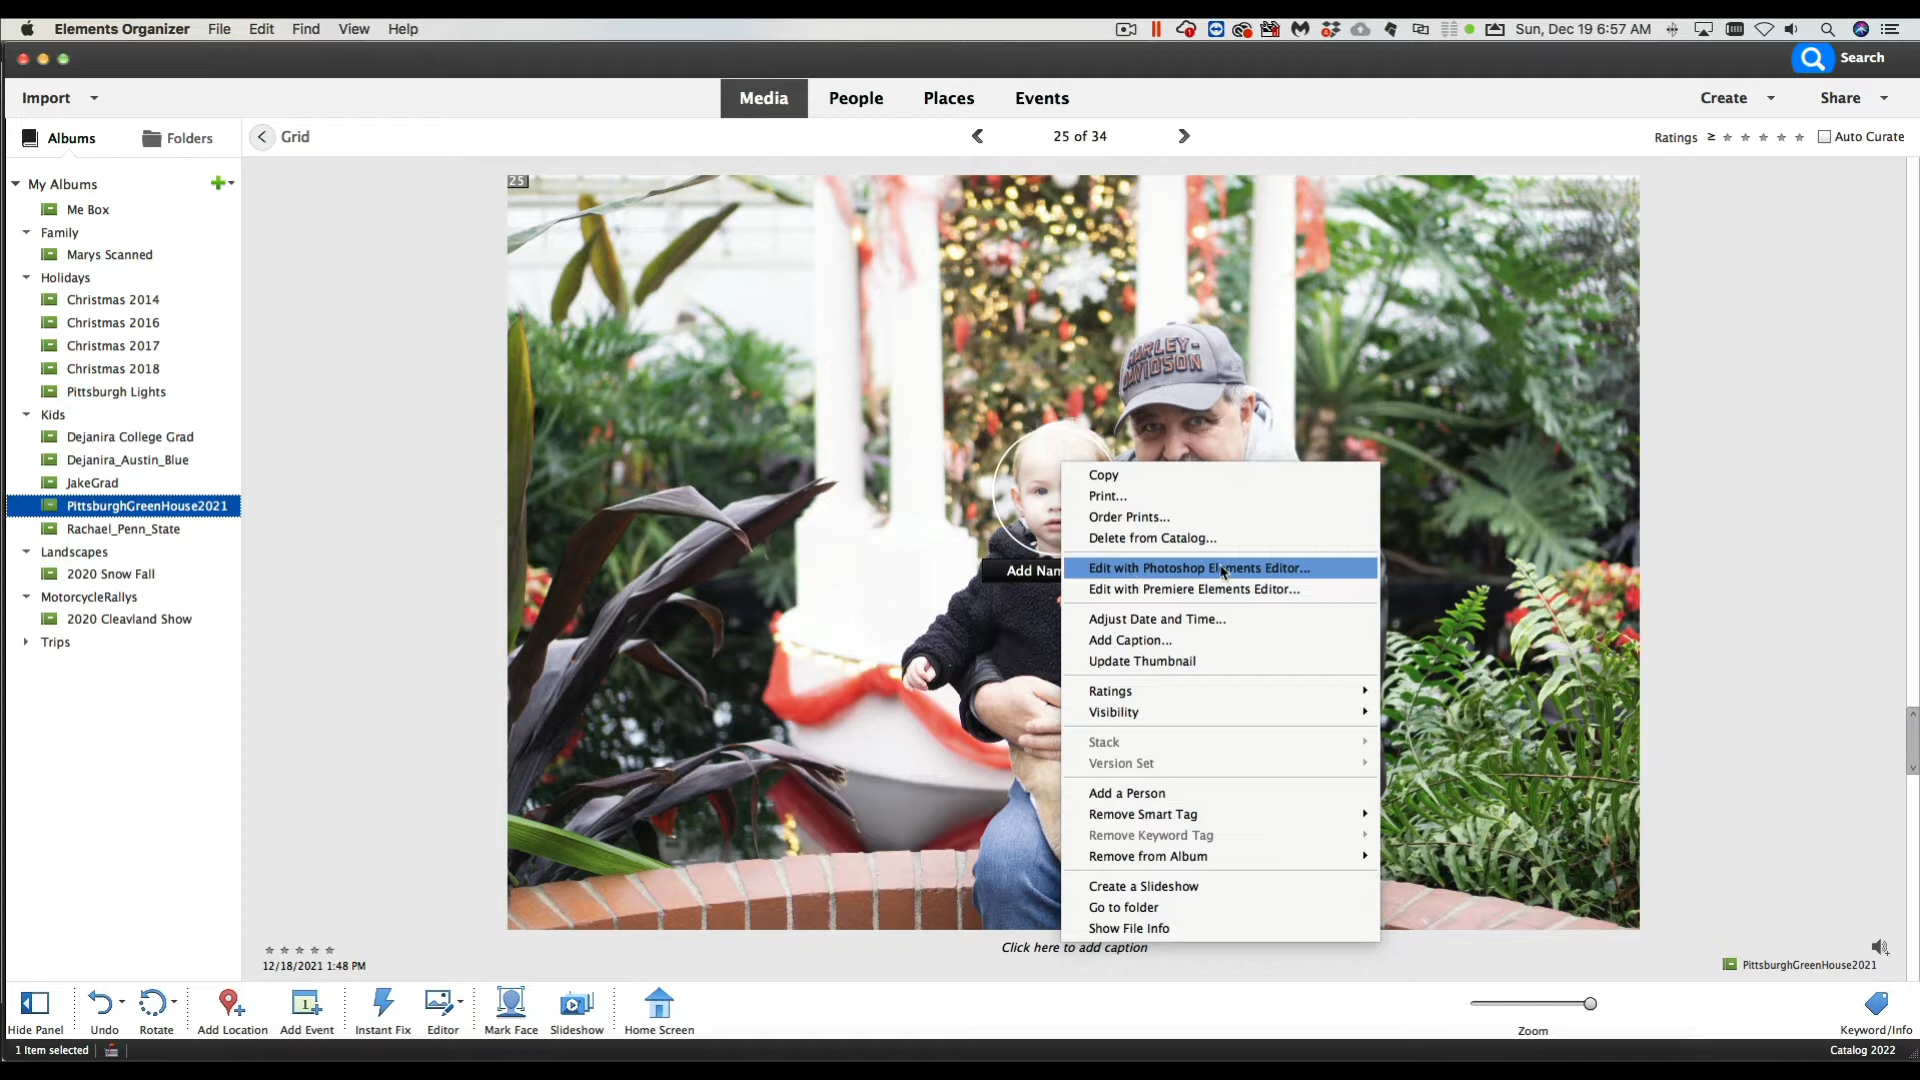 Elements Organizer File Edit View Find Help Sun, Dec 19 6:57 AM
Search
Import Media People Places Events Create Share
Albums Folders Grid 25 of 34 Ratings ≥ Auto Curate
My Albums
Me Box
Family
Marys Scanned
Holidays
Christmas 2014
Christmas 2016
Christmas 2017
Christmas 2018
Pittsburgh Lights
Kids
Dejanira College Grad
Dejanira_Austin_Blue
JakeGrad
PittsburghGreenHouse2021
Rachael_Penn_State
Landscapes
2020 Snow Fall
MotorcycleRallys
2020 Cleavland Show
Trips
25
HARLEY-
DAVIDSON
Add Nam
Copy
Print...
Order Prints...
Delete from Catalog...
Edit with Photoshop Elements Editor...
Edit with Premiere Elements Editor...
Adjust Date and Time...
Add Caption...
Update Thumbnail
Ratings
Visibility
Stack
Version Set
Add a Person
Remove Smart Tag
Remove Keyword Tag
Remove from Album
Create a Slideshow
Go to folder
Show File Info
Click here to add caption
12/18/2021 1:48 PM PittsburghGreenHouse2021
Hide Panel Undo Rotate Add Location Add Event Instant Fix Editor Mark Face Slideshow Home Screen Zoom Keyword/Info
1 Item selected Catalog 2022